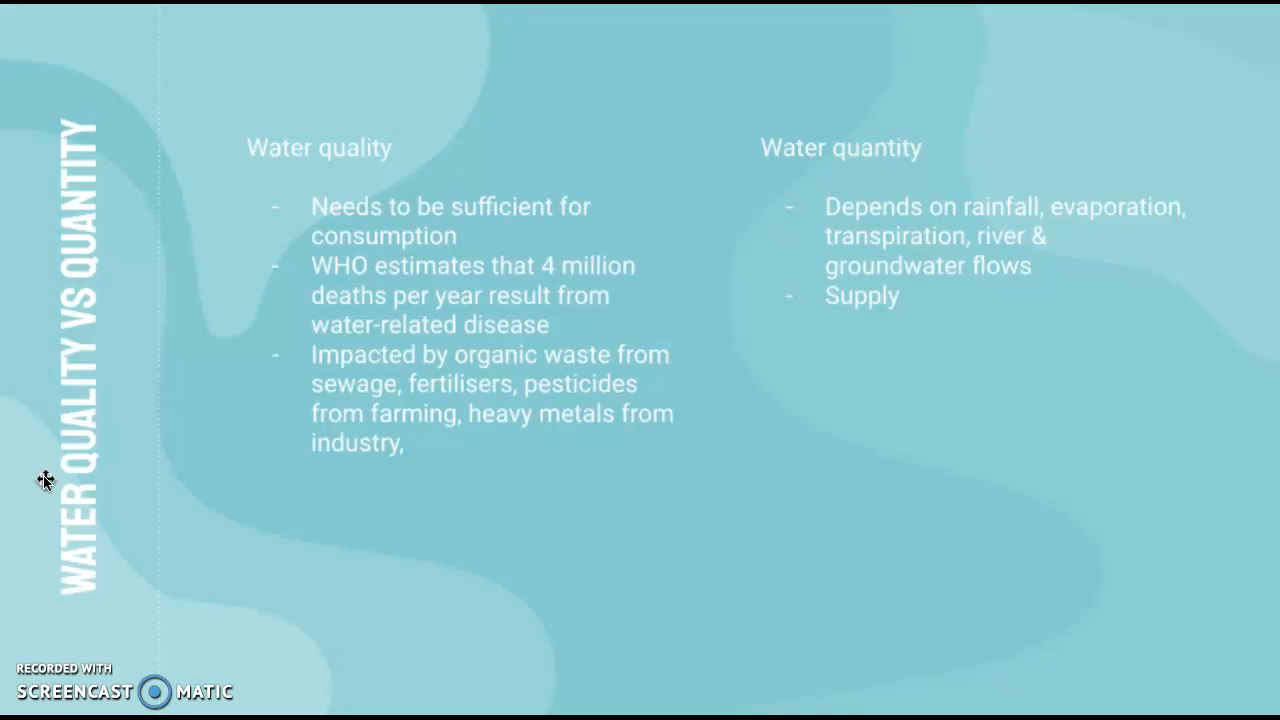 WATER QUALITY VS QUANTITY
Water quality
- Needs to be sufficient for
consumption
- WHO estimates that 4 million
deaths per year result from
water-related disease
- Impacted by organic waste from
sewage, fertilisers, pesticides
from farming, heavy metals from
industry,
Water quantity
- Depends on rainfall, evaporation,
transpiration, river &
groundwater flows
- Supply
RECORDED WITH
SCREENCAST MATIC